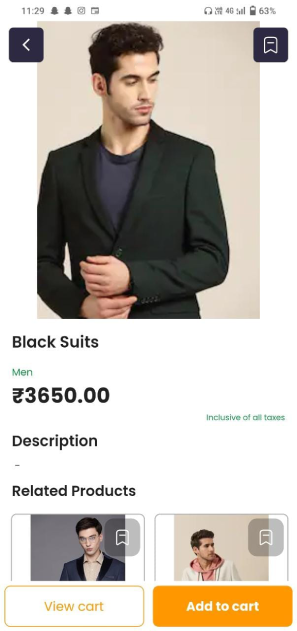 11:29 4G 63%
Black Suits
Men
₹3650.00
Inclusive of all taxes
Description
-
Related Products
View cart
Add to cart